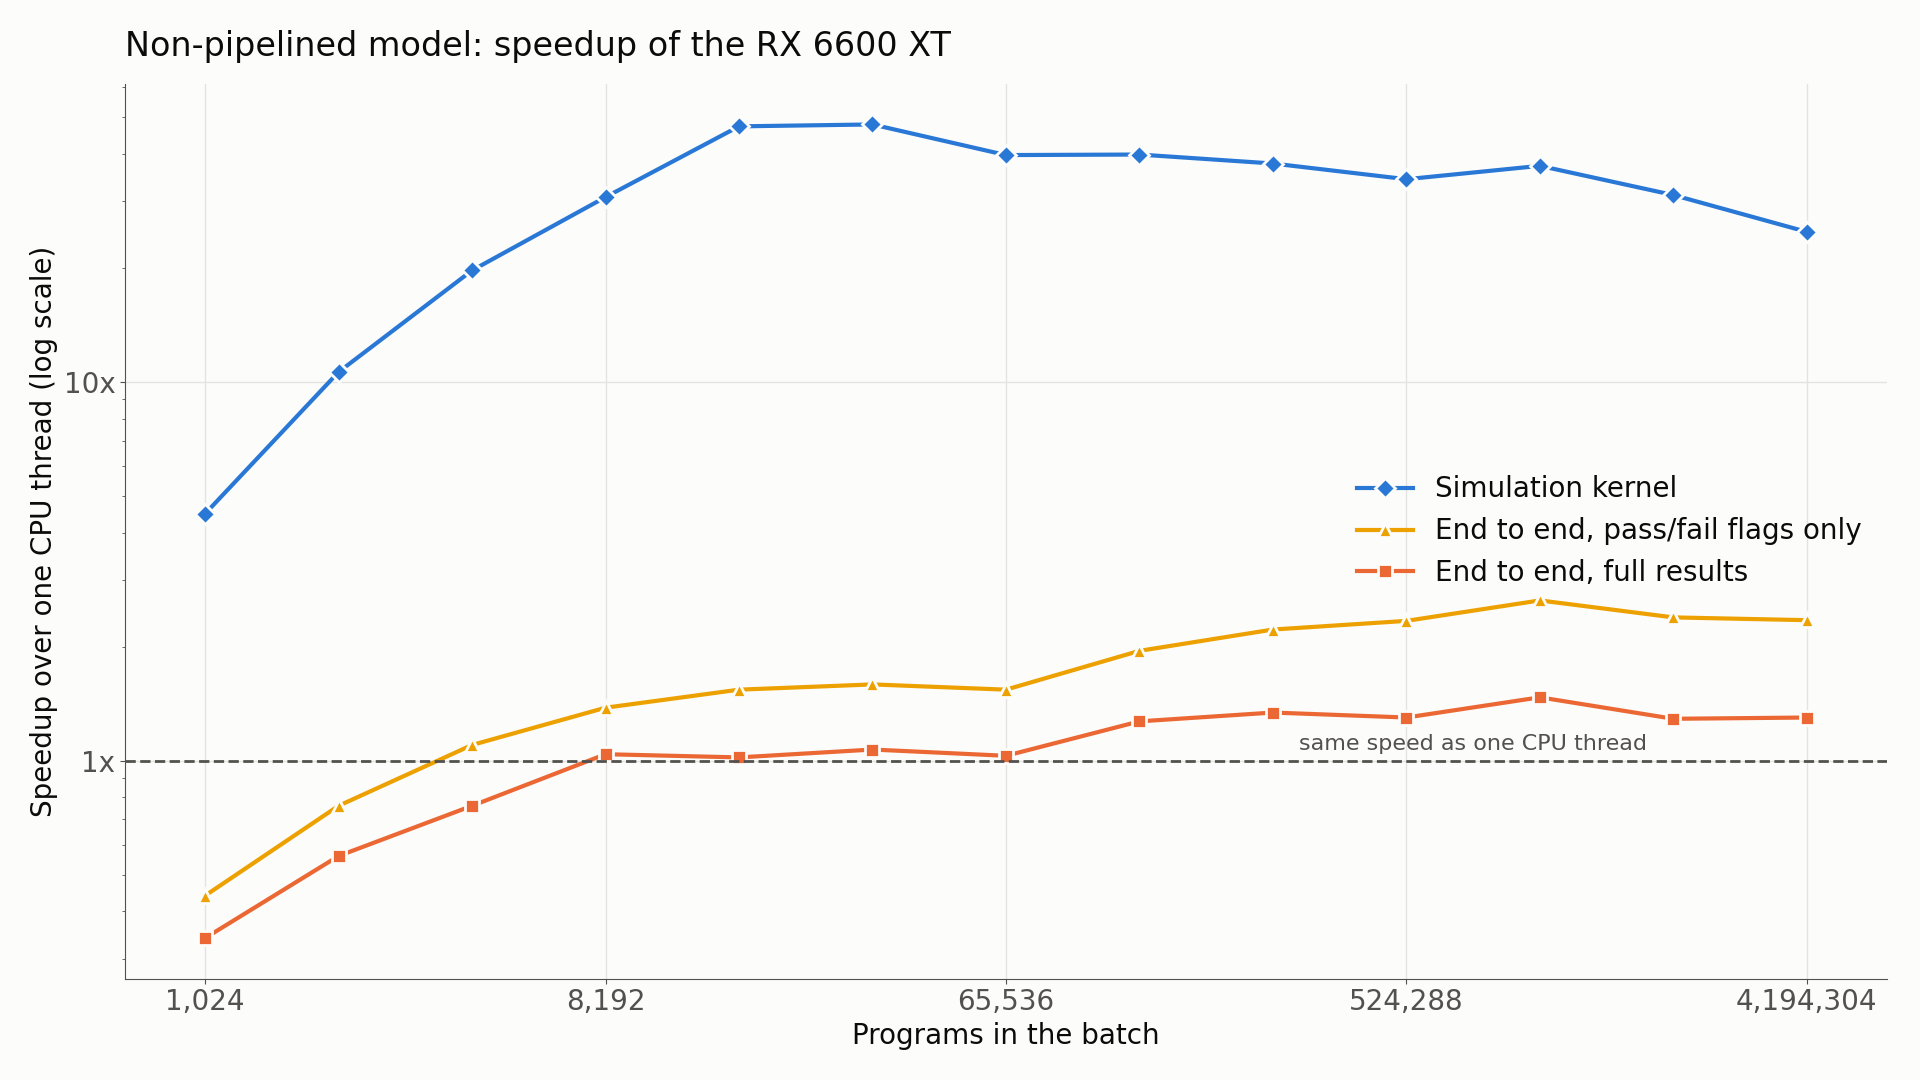 Non-pipelined model: speedup of the RX 6600 XT
Speedup over one CPU thread (log scale)
10x
1x
Simulation kernel
End to end, pass/fail flags only
End to end, full results
same speed as one CPU thread
1,024
8,192
65,536
524,288
4,194,304
Programs in the batch